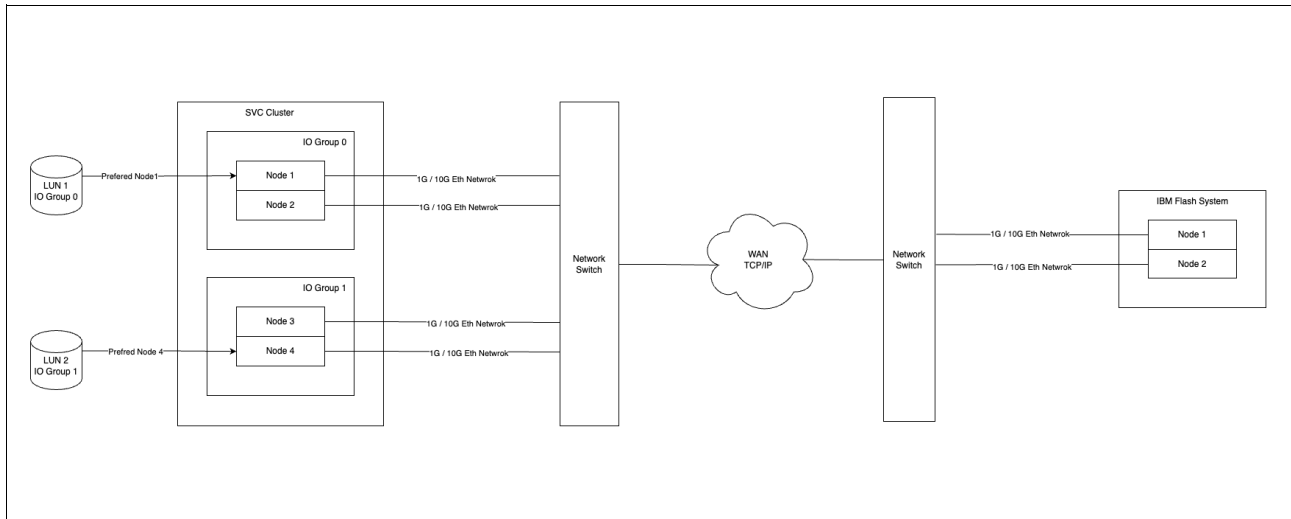 SVC Cluster
IO Group 0
LUN 1
IO Group 0
Prefered Node1
Node 1
Node 2
1G / 10G Eth Netwrok
1G / 10G Eth Netwrok
IO Group 1
LUN 2
IO Group 1
Prefred Node 4
Node 3
Node 4
1G / 10G Eth Netwrok
1G / 10G Eth Netwrok
Network
Switch
WAN
TCP/IP
Network
Switch
1G / 10G Eth Netwrok
1G / 10G Eth Netwrok
IBM Flash System
Node 1
Node 2